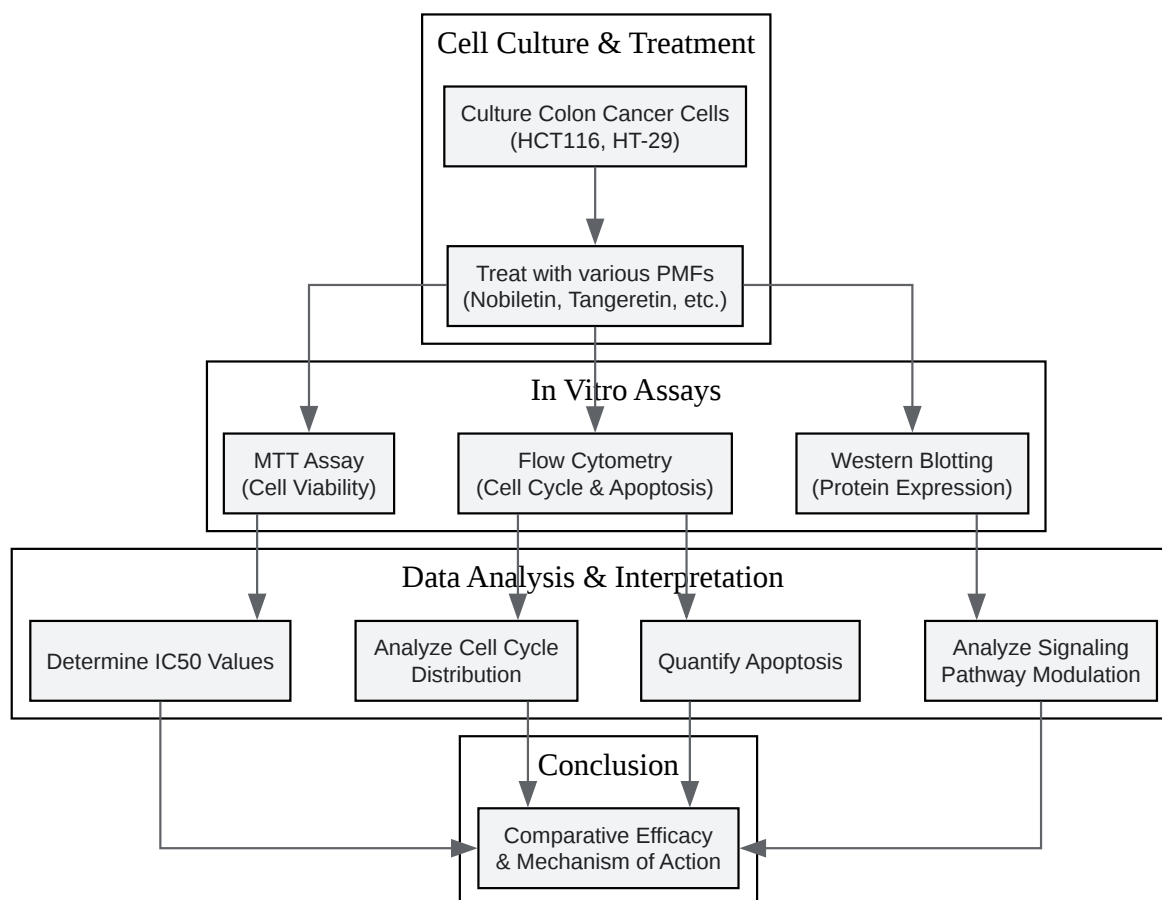 Cell Culture & Treatment
Culture Colon Cancer Cells
(HCT116, HT-29)
Treat with various PMFs
(Nobiletin, Tangeretin, etc.)
In Vitro Assays
MTT Assay
(Cell Viability)
Flow Cytometry
(Cell Cycle & Apoptosis)
Western Blotting
(Protein Expression)
Data Analysis & Interpretation
Determine IC50 Values
Analyze Cell Cycle
Distribution
Quantify Apoptosis
Analyze Signaling
Pathway Modulation
Conclusion
Comparative Efficacy
& Mechanism of Action